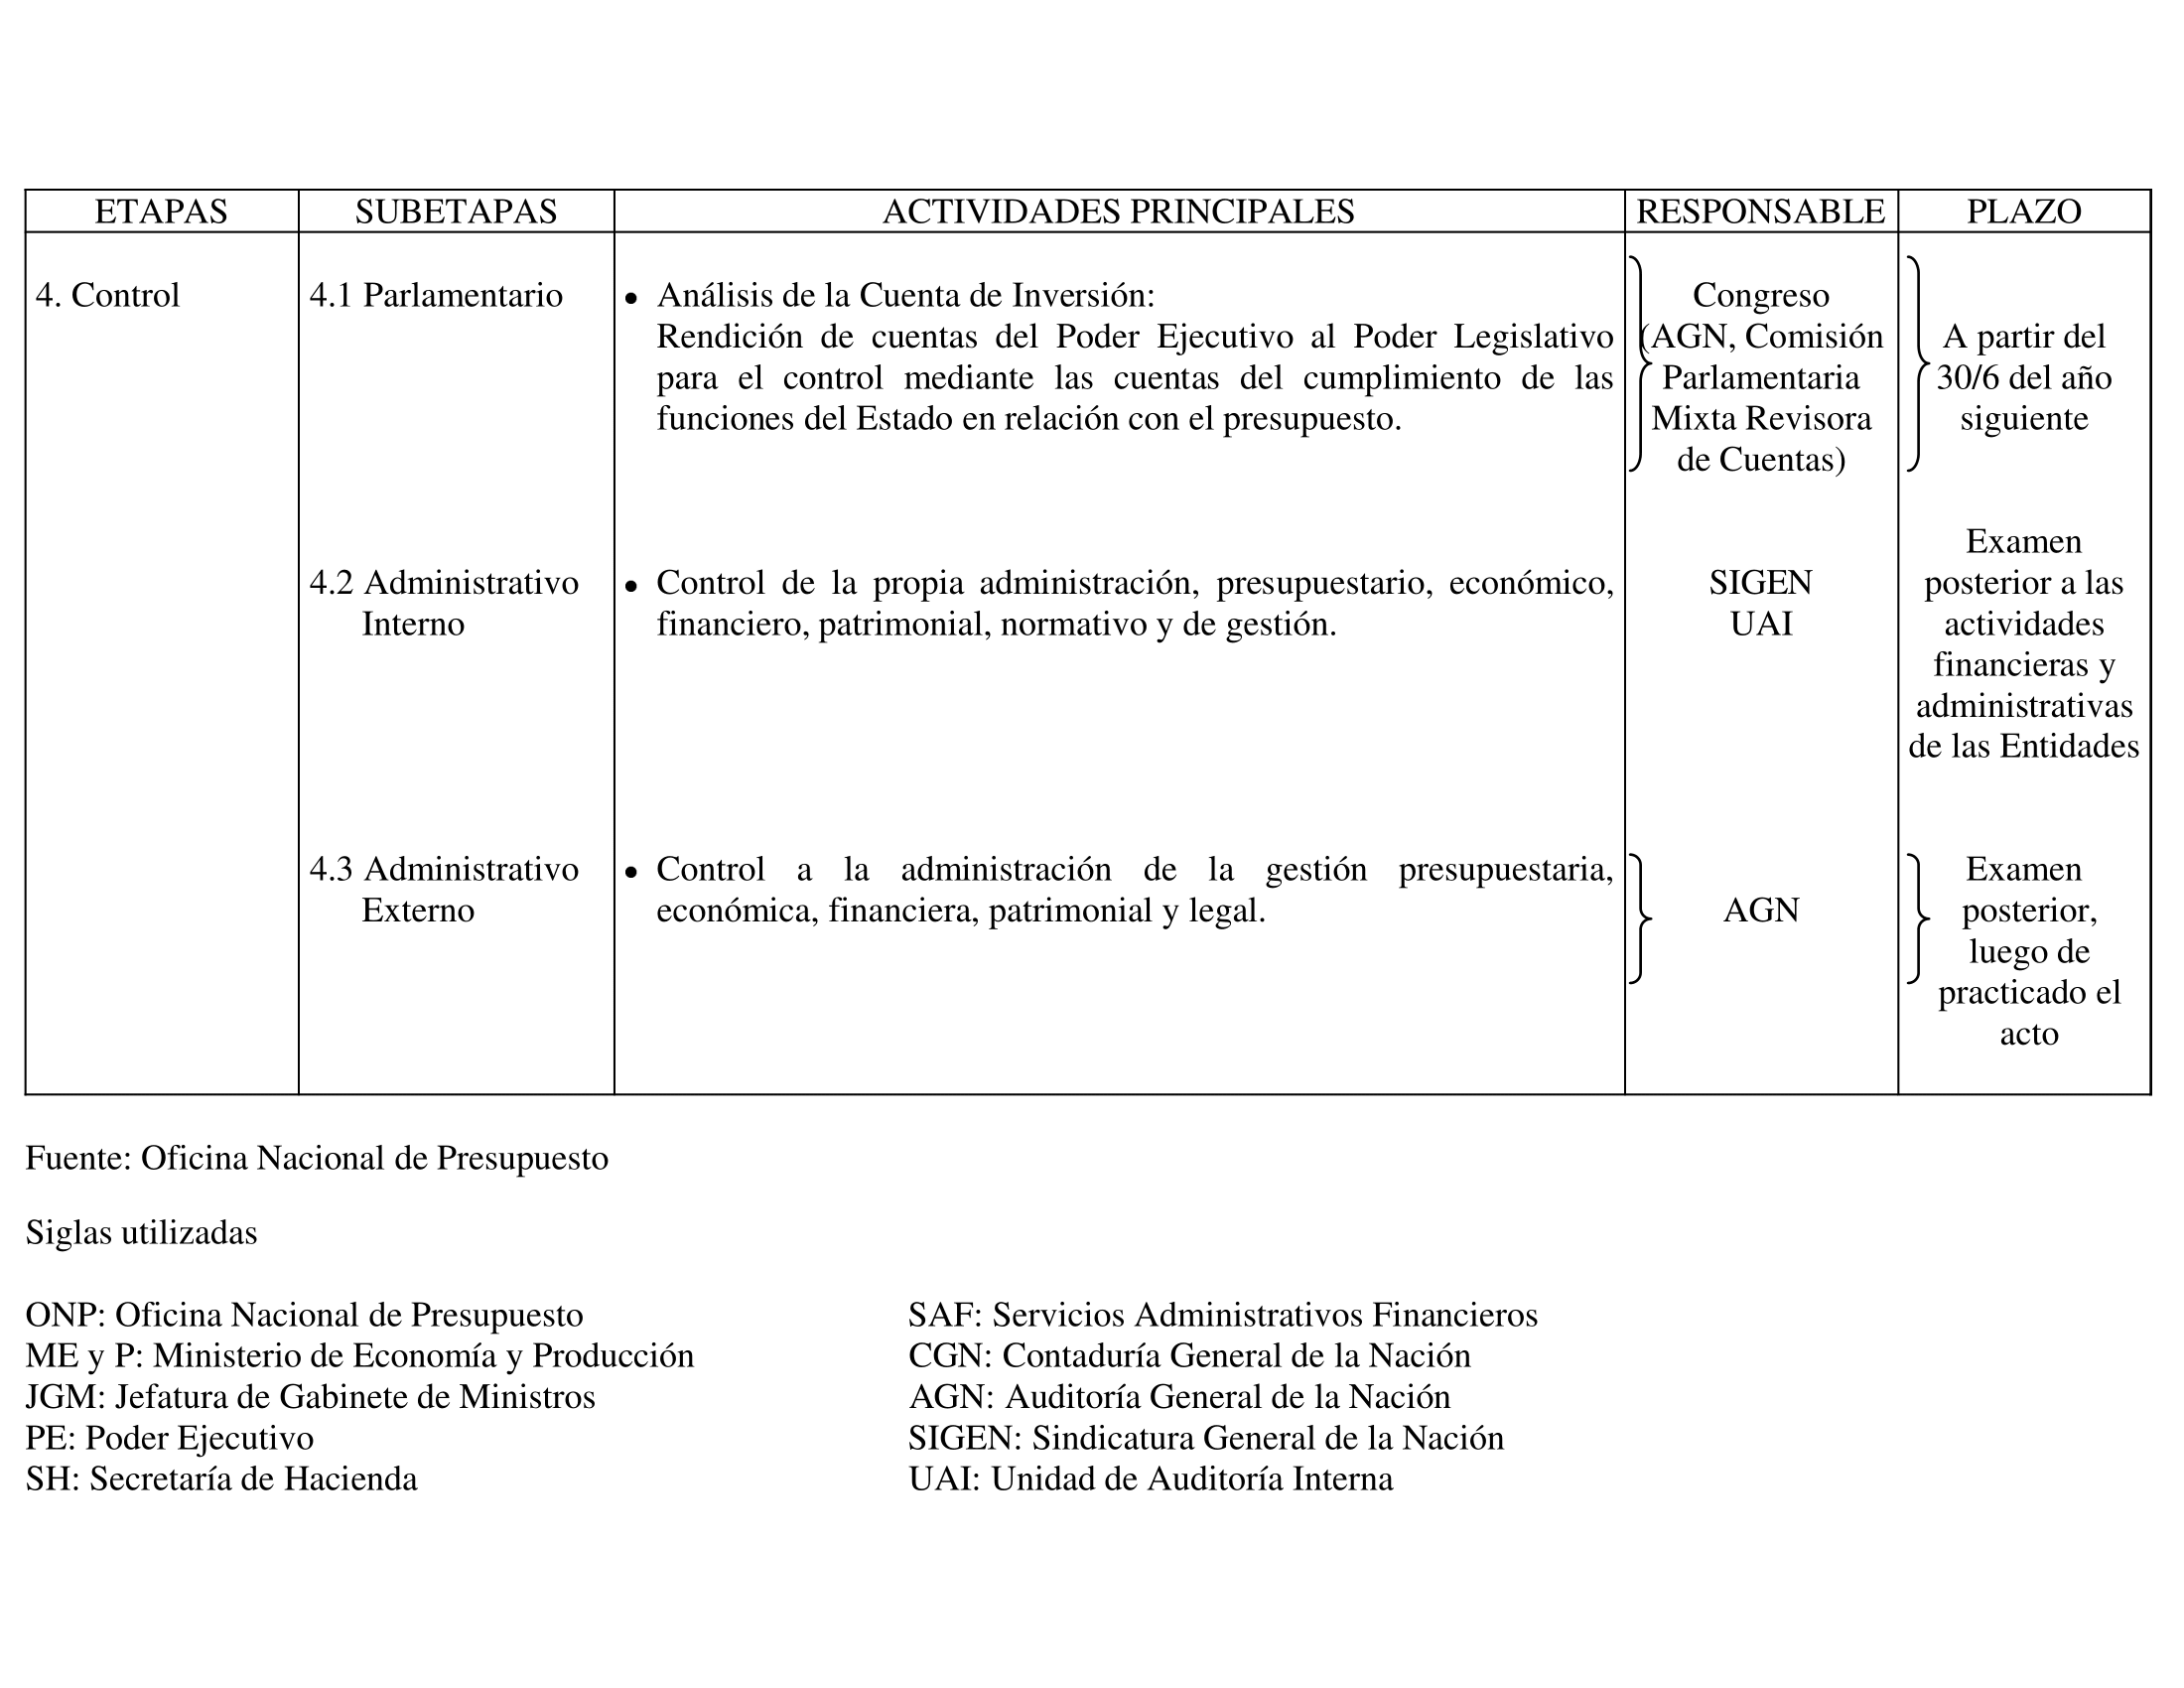 ETAPAS SUBETAPAS ACTIVIDADES PRINCIPALES RESPONSABLE PLAZO
4. Control
4.1 Parlamentario
• Análisis de la Cuenta de Inversión:
Rendición de cuentas del Poder Ejecutivo al Poder Legislativo
para el control mediante las cuentas del cumplimiento de las
funciones del Estado en relación con el presupuesto.
Congreso
(AGN, Comisión
Parlamentaria
Mixta Revisora
de Cuentas)
A partir del
30/6 del año
siguiente
4.2 Administrativo
Interno
• Control de la propia administración, presupuestario, económico,
financiero, patrimonial, normativo y de gestión.
SIGEN
UAI
Examen
posterior a las
actividades
financieras y
administrativas
de las Entidades
4.3 Administrativo
Externo
• Control a la administración de la gestión presupuestaria,
económica, financiera, patrimonial y legal.
AGN
Examen
posterior,
luego de
practicado el
acto
Fuente: Oficina Nacional de Presupuesto
Siglas utilizadas
ONP: Oficina Nacional de Presupuesto
ME y P: Ministerio de Economía y Producción
JGM: Jefatura de Gabinete de Ministros
PE: Poder Ejecutivo
SH: Secretaría de Hacienda
SAF: Servicios Administrativos Financieros
CGN: Contaduría General de la Nación
AGN: Auditoría General de la Nación
SIGEN: Sindicatura General de la Nación
UAI: Unidad de Auditoría Interna